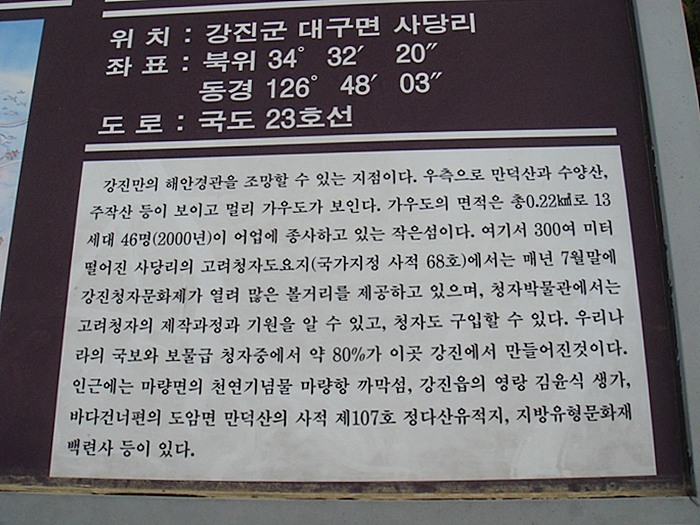 위 치 : 강진군 대구면 사당리
좌 표 : 북위 34° 32′ 20″
동경 126° 48′ 03″
도 로 : 국도 23호선
강진만의 해안경관을 조망할 수 있는 지점이다. 우측으로 만덕산과 수양산,
주작산 등이 보이고 멀리 가우도가 보인다. 가우도의 면적은 총0.22㎢로 13
세대 46명(2000년)이 어업에 종사하고 있는 작은섬이다. 여기서 300여 미터
떨어진 사당리의 고려청자도요지(국가지정 사적 68호)에서는 매년 7월말에
강진청자문화제가 열려 많은 볼거리를 제공하고 있으며, 청자박물관에서는
고려청자의 제작과정과 기원을 알 수 있고, 청자도 구입할 수 있다. 우리나
라의 국보와 보물급 청자중에서 약 80%가 이곳 강진에서 만들어진것이다.
인근에는 마량면의 천연기념물 마량항 까막섬, 강진읍의 영랑 김윤식 생가,
바다건너편의 도암면 만덕산의 사적 제107호 정다산유적지, 지방유형문화재
백련사 등이 있다.